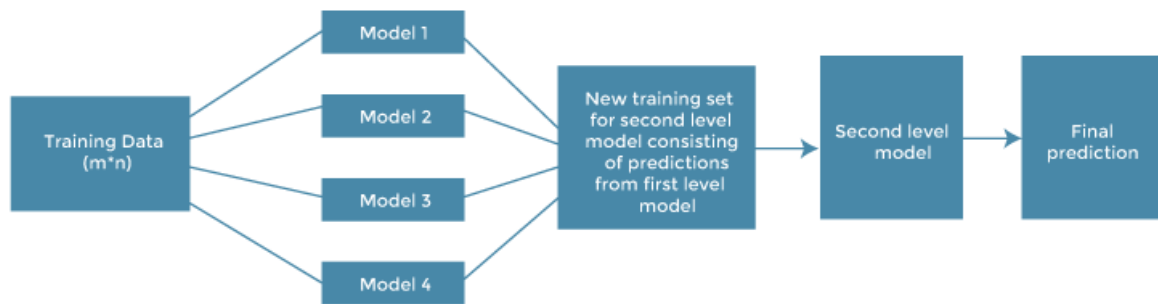 Training Data
(m*n)
Model 1
Model 2
Model 3
Model 4
New training set
for second level
model consisting
of predictions
from first level
model
Second level
model
Final
prediction